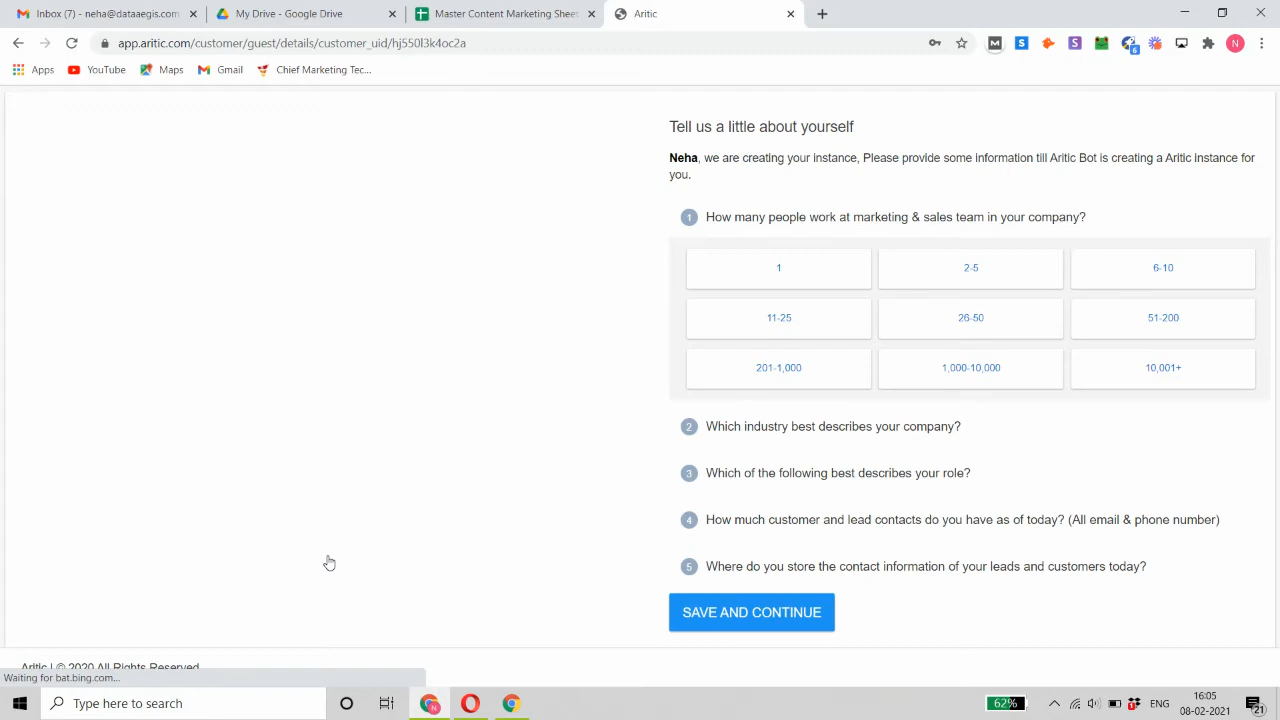 Inbox (7) - neha@dataaegis.com
My Drive - Google Drive
Master Content Marketing Sheet
Aritic
app.aritic.com/customer/guest/details/customer_uid/hj550l3k4oc2a
Apps
YouTube
Maps
Gmail
Chief Marketing Tec...
Tell us a little about yourself
Neha, we are creating your instance, Please provide some information till Aritic Bot is creating a Aritic Instance for
you.
1 How many people work at marketing & sales team in your company?
1 2-5 6-10
11-25 26-50 51-200
201-1,000 1,000-10,000 10,001+
2 Which industry best describes your company?
3 Which of the following best describes your role?
4 How much customer and lead contacts do you have as of today? (All email & phone number)
5 Where do you store the contact information of your leads and customers today?
SAVE AND CONTINUE
Aritic | © 2020 All Rights Reserved
Waiting for bat.bing.com...
Type here to search
62%
ENG
16:05
08-02-2021
21